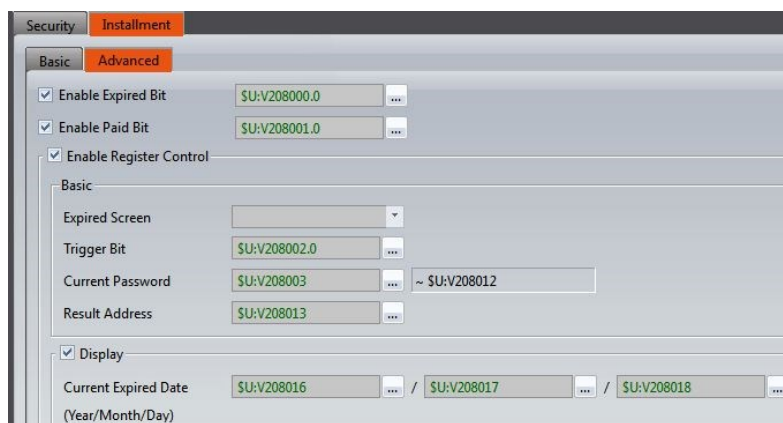 Security Installment
Basic Advanced
Enable Expired Bit $U:V208000.0 ...
Enable Paid Bit $U:V208001.0 ...
Enable Register Control
Basic
Expired Screen
Trigger Bit $U:V208002.0 ...
Current Password $U:V208003 ... ~ $U:V208012
Result Address $U:V208013 ...
Display
Current Expired Date $U:V208016 ... / $U:V208017 ... / $U:V208018 ...
(Year/Month/Day)